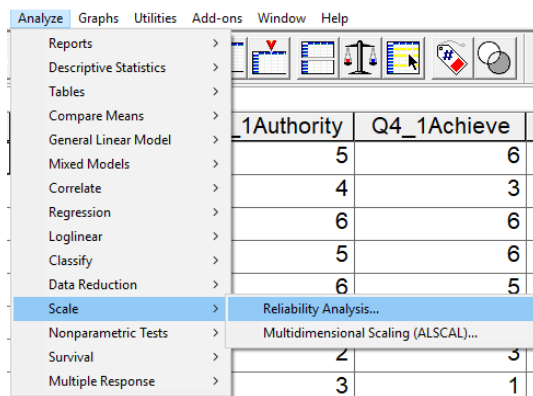 Analyze Graphs Utilities Add-ons Window Help
Reports >
Descriptive Statistics >
Tables >
Compare Means >
General Linear Model >
Mixed Models >
Correlate >
Regression >
Loglinear >
Classify >
Data Reduction >
Scale >
Nonparametric Tests >
Survival >
Multiple Response >
Reliability Analysis...
Multidimensional Scaling (ALSCAL)...
#
_1Authority Q4_1Achieve
5 6
4 3
6 6
5 6
6 5
2 3
3 1